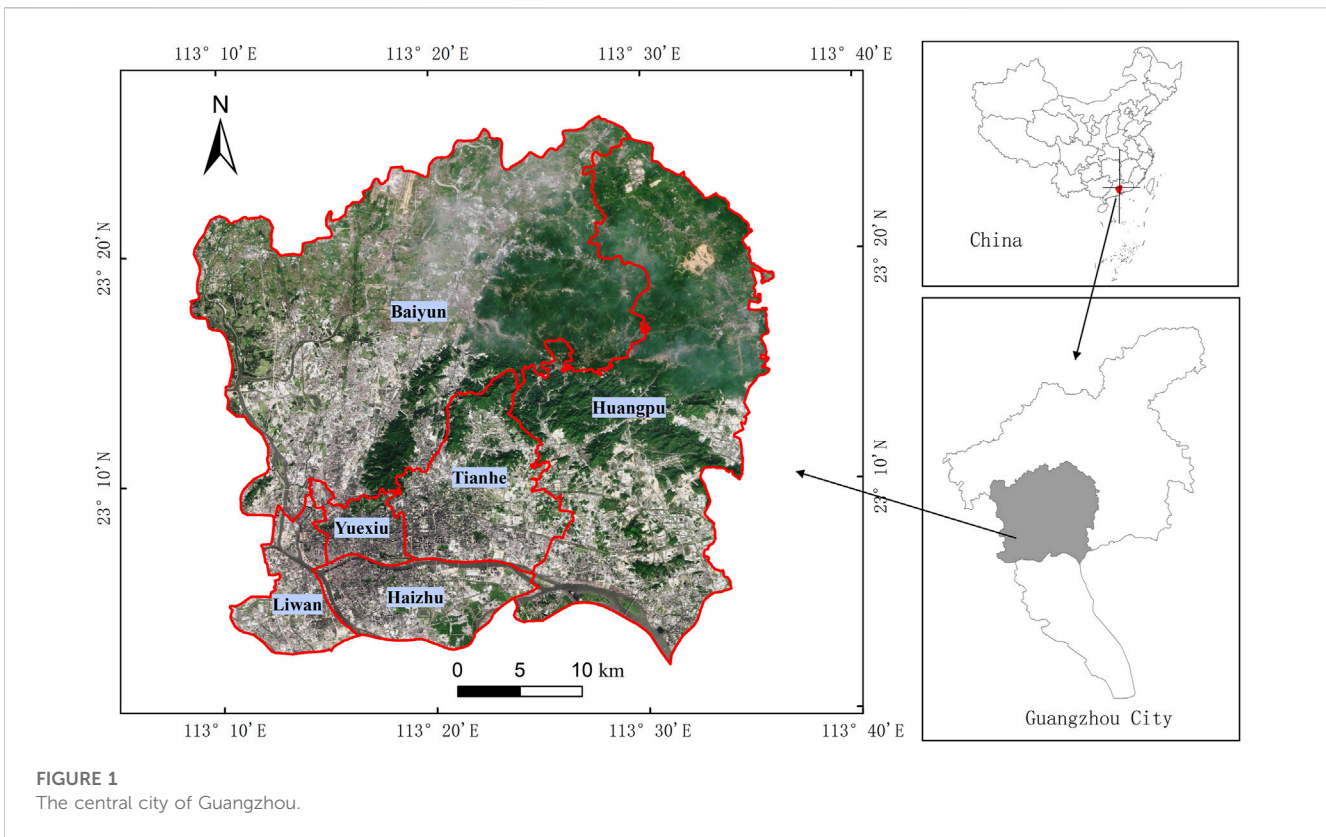 113° 10'E
113° 20'E
113° 30'E
113° 40'E
N
23° 20'N
23° 20'N
Baiyun
Huangpu
Tianhe
23° 10'N
23° 10'N
Yuexiu
Liwan
Haizhu
0 5 10 km
113° 10'E
113° 20'E
113° 30'E
113° 40'E
China
Guangzhou City
FIGURE 1
The central city of Guangzhou.